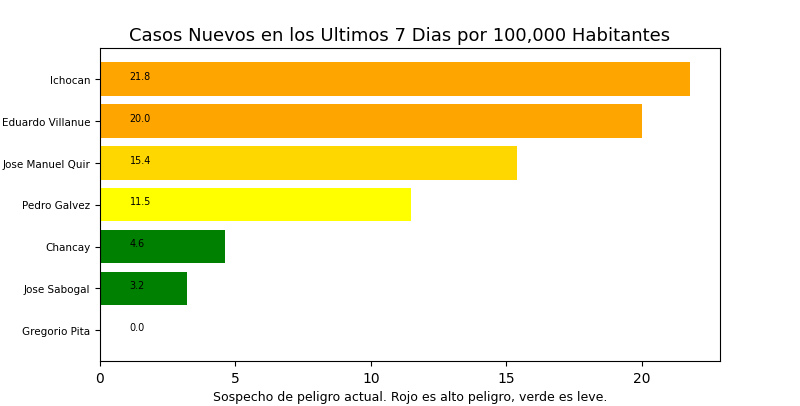 Casos Nuevos en los Ultimos 7 Dias por 100,000 Habitantes
Ichocan 21.8
Eduardo Villanue 20.0
Jose Manuel Quir 15.4
Pedro Galvez 11.5
Chancay 4.6
Jose Sabogal 3.2
Gregorio Pita 0.0
0 5 10 15 20
Sospecho de peligro actual. Rojo es alto peligro, verde es leve.